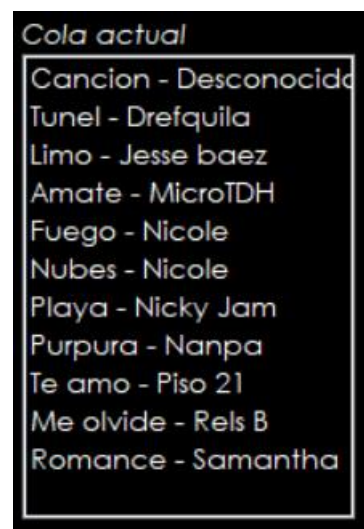 Cola actual
Cancion - Desconocido
Tunel - Drefquila
Limo - Jesse baez
Amate - MicroTDH
Fuego - Nicole
Nubes - Nicole
Playa - Nicky Jam
Purpura - Nanpa
Te amo - Piso 21
Me olvide - Rels B
Romance - Samantha